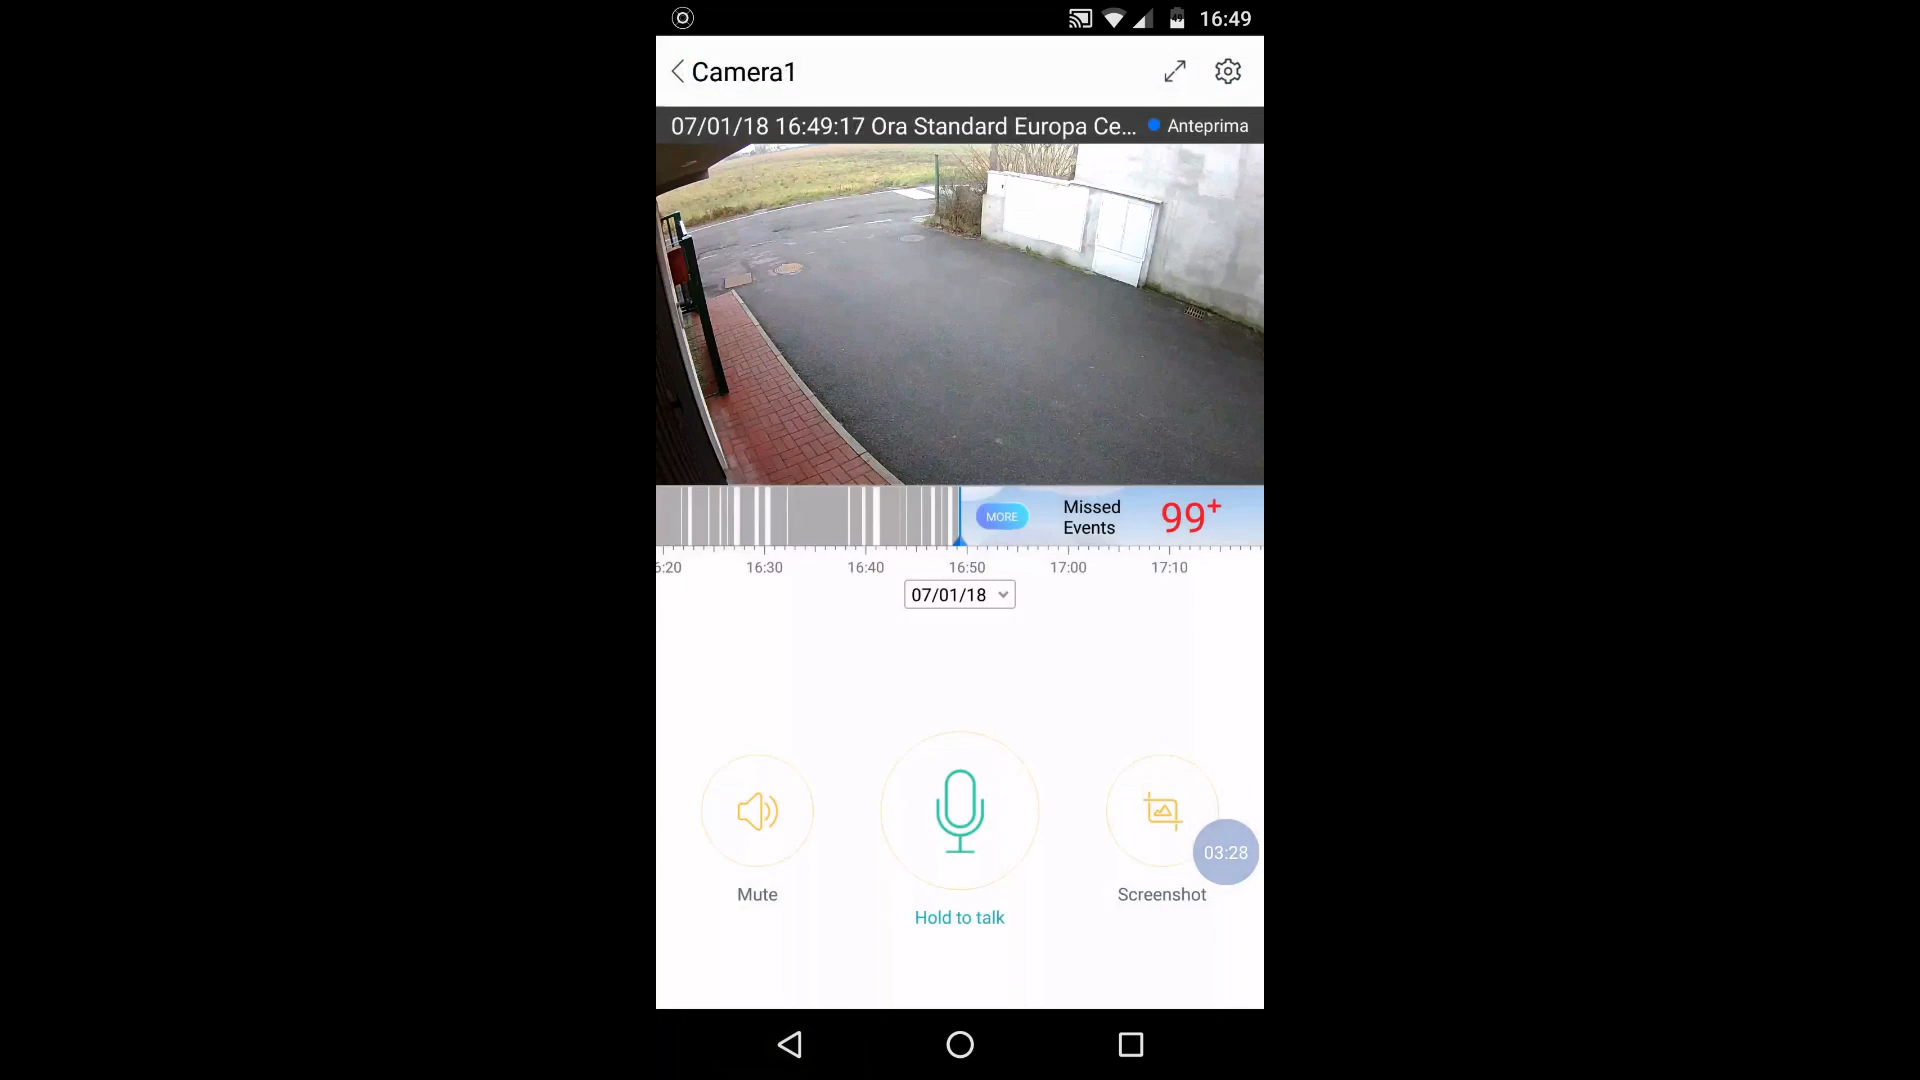 16:49
Camera1
07/01/18 16:49:17 Ora Standard Europa Ce... Anteprima
MORE Missed Events 99+
6:20 16:30 16:40 16:50 17:00 17:10
07/01/18
03:28
Mute Screenshot
Hold to talk